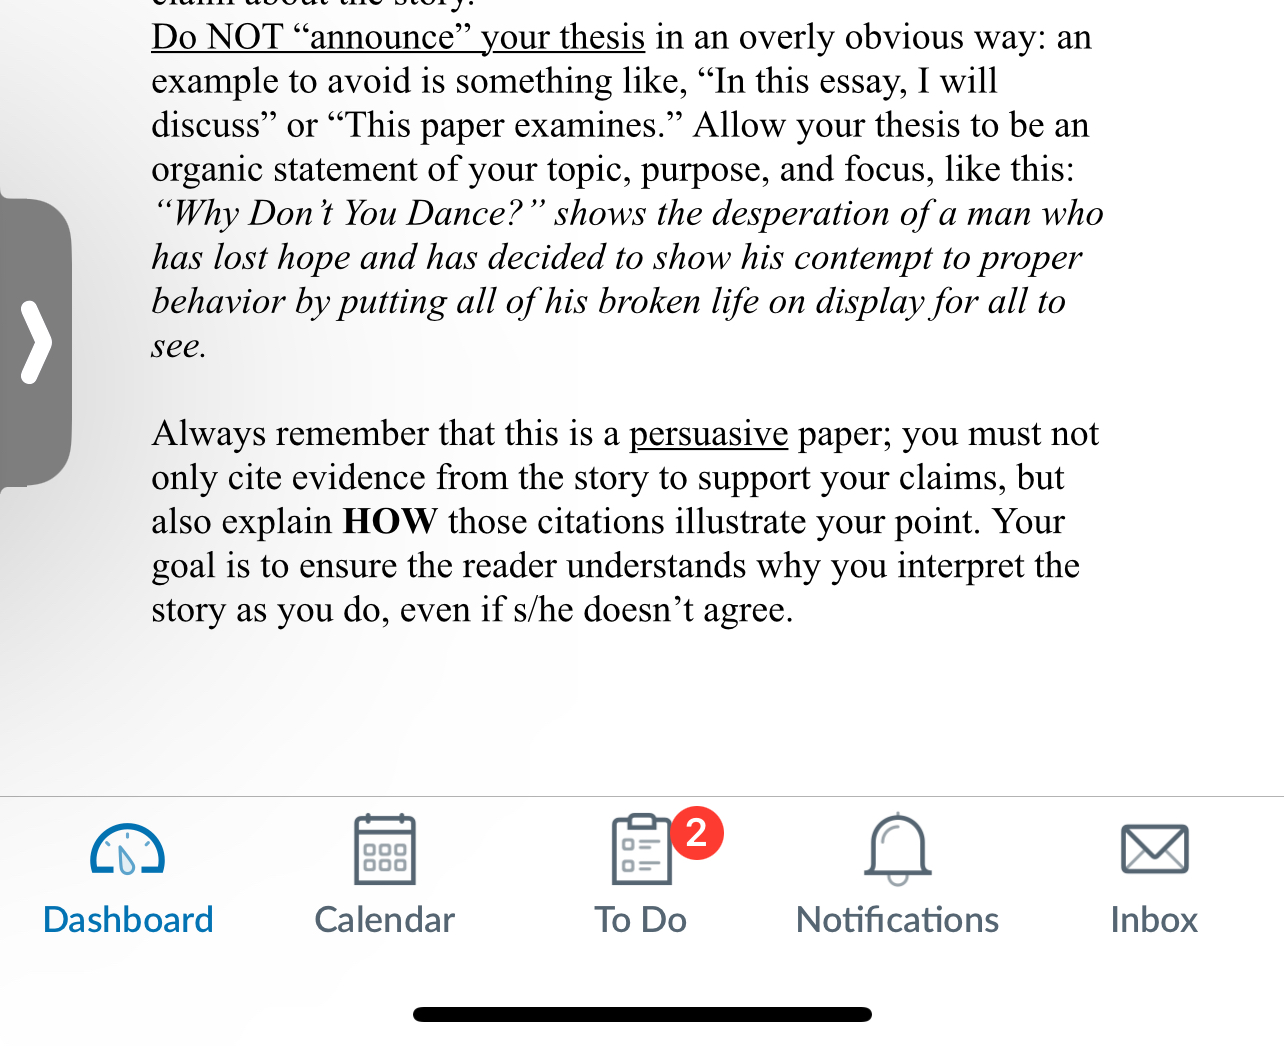 claim about the story.
Do NOT “announce” your thesis in an overly obvious way: an
example to avoid is something like, “In this essay, I will
discuss” or “This paper examines.” Allow your thesis to be an
organic statement of your topic, purpose, and focus, like this:
“Why Don’t You Dance?” shows the desperation of a man who
has lost hope and has decided to show his contempt to proper
behavior by putting all of his broken life on display for all to
see.
Always remember that this is a persuasive paper; you must not
only cite evidence from the story to support your claims, but
also explain HOW those citations illustrate your point. Your
goal is to ensure the reader understands why you interpret the
story as you do, even if s/he doesn’t agree.
2
Dashboard Calendar To Do Notifications Inbox